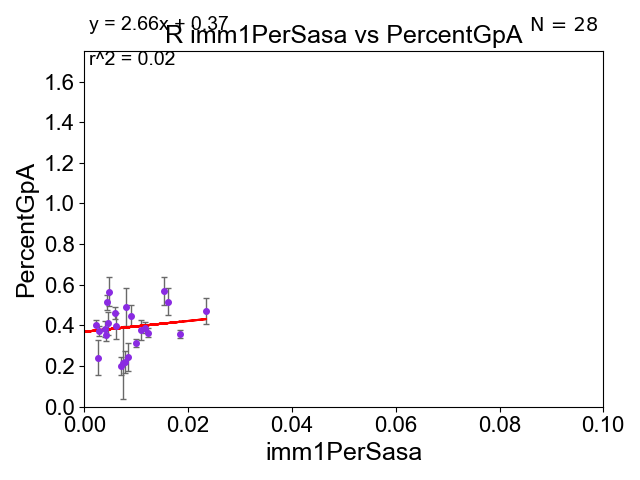 y = 2.66x + 0.37
N = 28
R imm1PerSasa vs PercentGpA
r^2 = 0.02
1.6
1.4
1.2
1.0
0.8
0.6
0.4
0.2
0.0
PercentGpA
0.00 0.02 0.04 0.06 0.08 0.10
imm1PerSasa